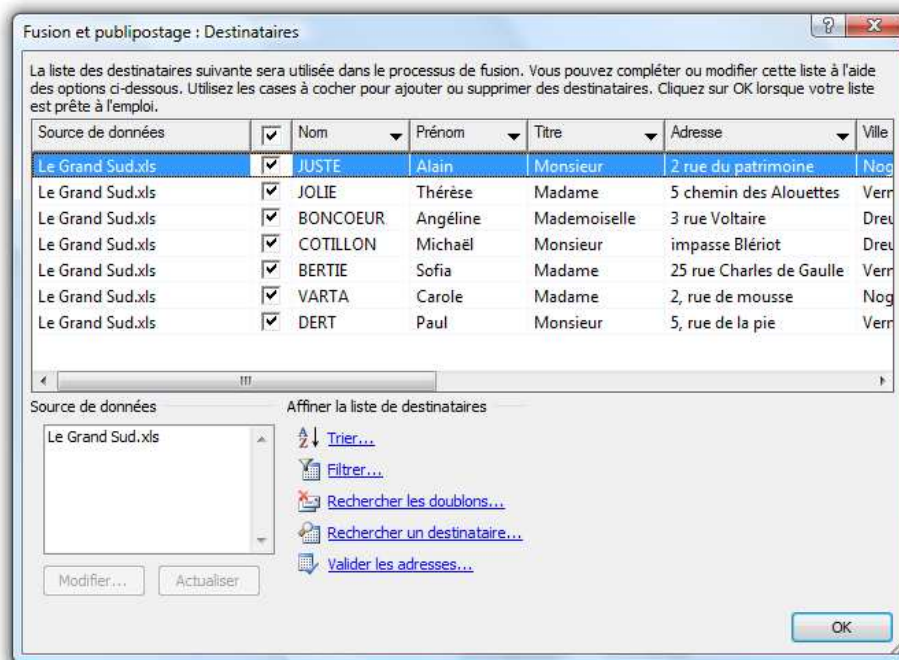 Fusion et publipostage : Destinataires
La liste des destinataires suivante sera utilisée dans le processus de fusion. Vous pouvez compléter ou modifier cette liste à l'aide
des options ci-dessous. Utilisez les cases à cocher pour ajouter ou supprimer des destinataires. Cliquez sur OK lorsque votre liste
est prête à l'emploi.
Source de données Nom Prénom Titre Adresse Ville
Le Grand Sud.xls JUSTE Alain Monsieur 2 rue du patrimoine Nog
Le Grand Sud.xls JOLIE Thérèse Madame 5 chemin des Alouettes Vern
Le Grand Sud.xls BONCOEUR Angéline Mademoiselle 3 rue Voltaire Dreu
Le Grand Sud.xls COTILLON Michaël Monsieur impasse Blériot Dreu
Le Grand Sud.xls BERTIE Sofia Madame 25 rue Charles de Gaulle Vern
Le Grand Sud.xls VARTA Carole Madame 2, rue de mousse Nog
Le Grand Sud.xls DERT Paul Monsieur 5, rue de la pie Vern
Source de données
Le Grand Sud.xls
Modifier... Actualiser
Affiner la liste de destinataires
Trier...
Filtrer...
Rechercher les doublons...
Rechercher un destinataire...
Valider les adresses...
OK